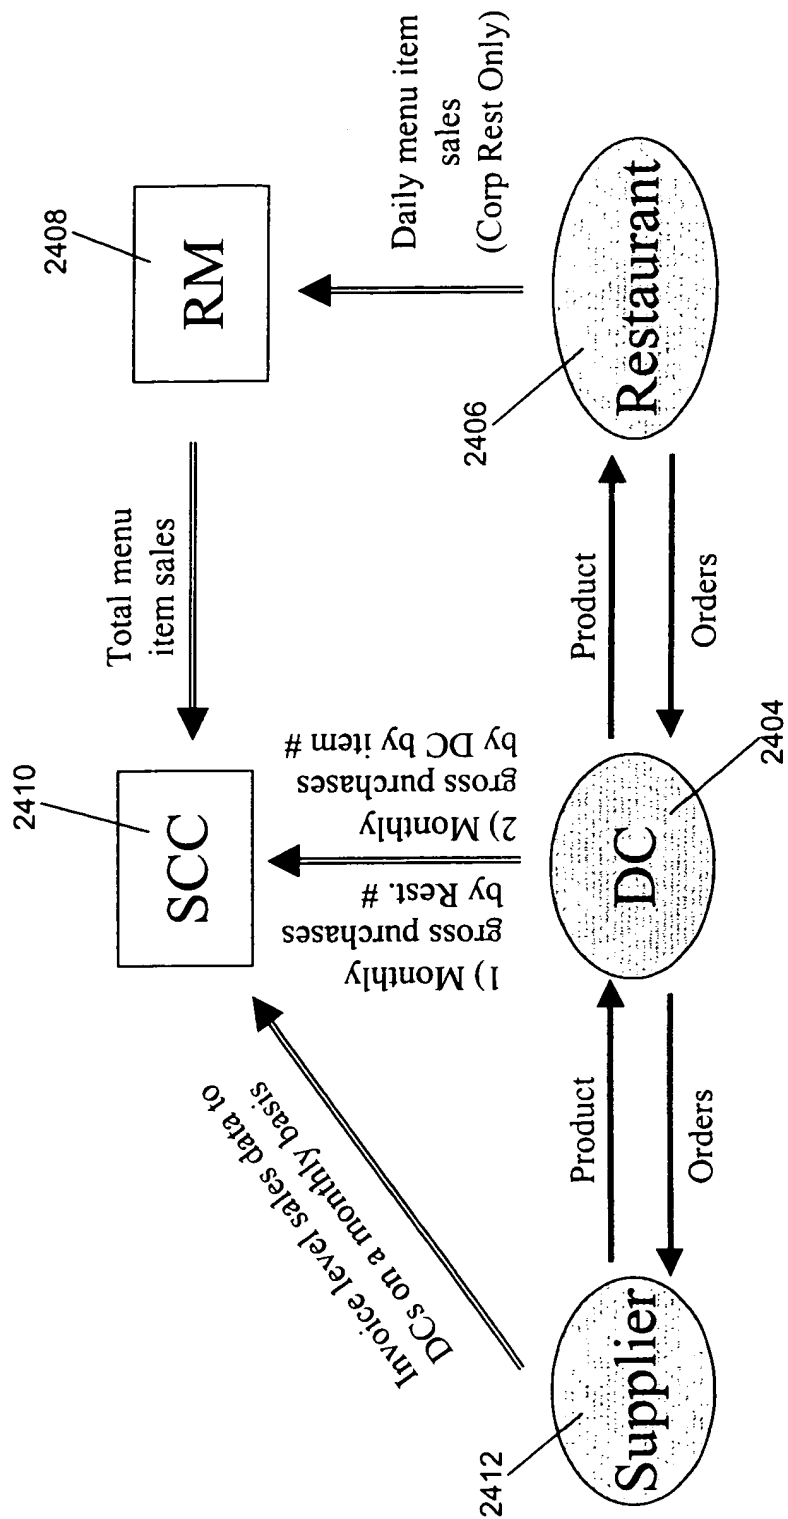 2410
2408
SCC
Total menu
item sales
RM
Invoice level sales data to
DCs on a monthly basis
1) Monthly
gross purchases
by Rest. #
2) Monthly
gross purchases
by DC by item #
Daily menu item
sales
(Corp Rest Only)
2412
2406
Supplier
Product
Orders
DC
2404
Product
Orders
Restaurant